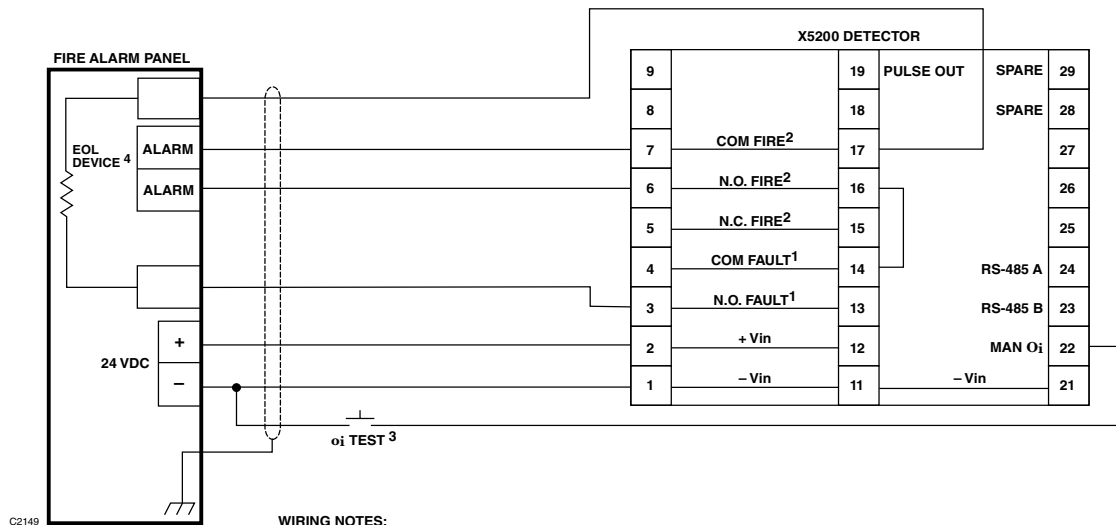 X5200 DETECTOR
FIRE ALARM PANEL
9 19 PULSE OUT SPARE 29
8 18 SPARE 28
EOL
DEVICE 4
ALARM 7 COM FIRE2 17 27
ALARM 6 N.O. FIRE2 16 26
5 N.C. FIRE2 15 25
4 COM FAULT1 14 RS-485 A 24
3 N.O. FAULT1 13 RS-485 B 23
24 VDC
+ 2 + Vin 12 MAN Oi 22
– 1 – Vin 11 – Vin 21
oi TEST 3
C2149
WIRING NOTES: